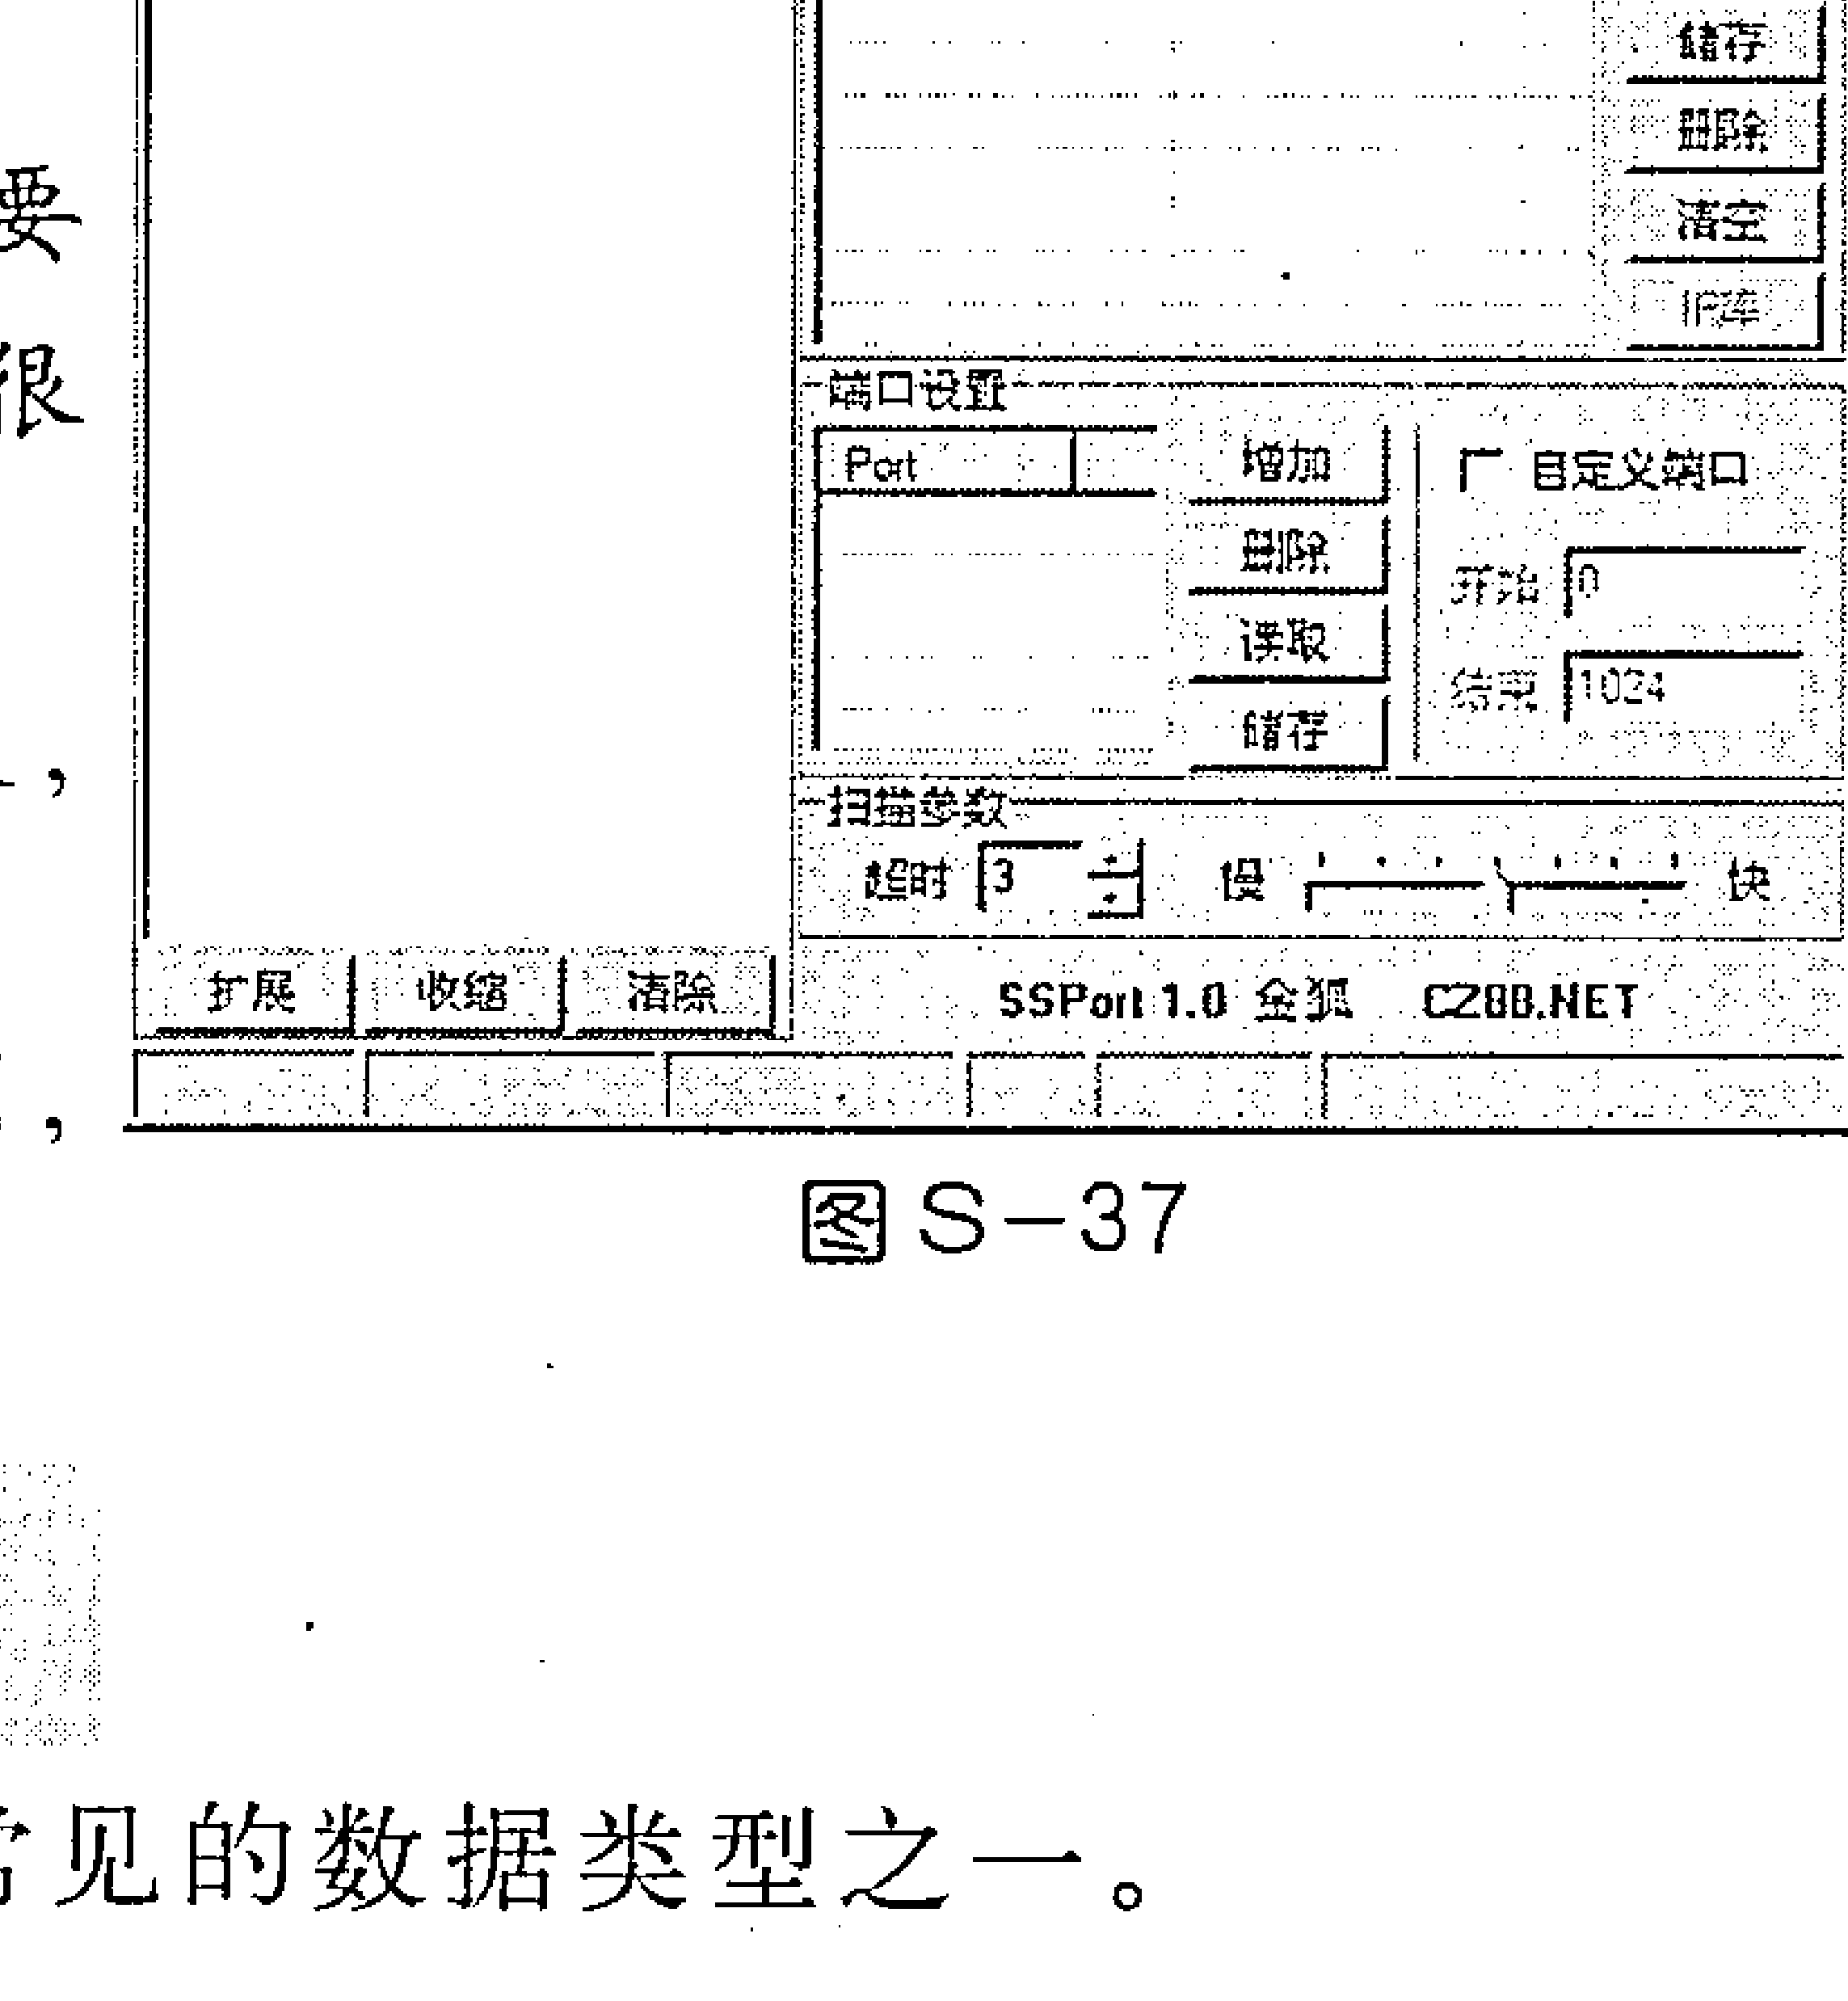 储存
删除
要
清空
IP库
很
端口设置
Port 增加 自定义端口
删除
开始 0
读取
结束 1024
储存
，
扫描参数
超时 3 慢 快
扩展 收缩 清除 SSPort 1.0 金狐 CZ88.NET
，
图 S-37
常见的数据类型之一。